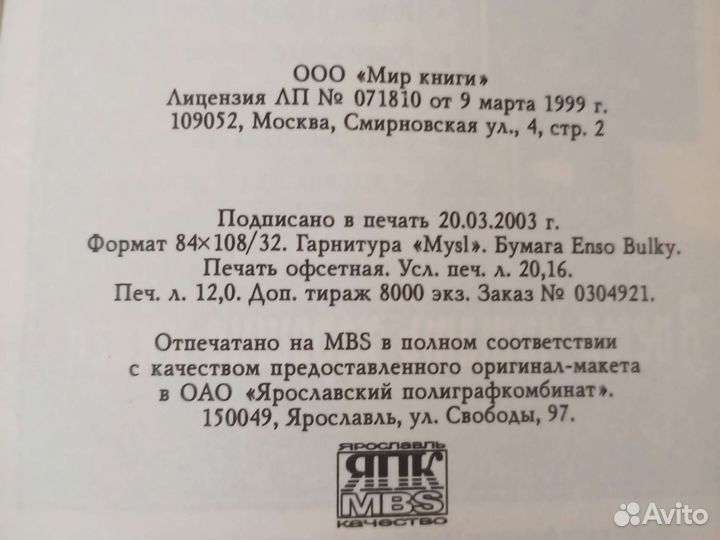 ООО «Мир книги»
Лицензия ЛП № 071810 от 9 марта 1999 г.
109052, Москва, Смирновская ул., 4, стр. 2
Подписано в печать 20.03.2003 г.
Формат 84×108/32. Гарнитура «Mysl». Бумага Enso Bulky.
Печать офсетная. Усл. печ. л. 20,16.
Печ. л. 12,0. Доп. тираж 8000 экз. Заказ № 0304921.
Отпечатано на MBS в полном соответствии
с качеством предоставленного оригинал-макета
в ОАО «Ярославский полиграфкомбинат».
150049, Ярославль, ул. Свободы, 97.
ЯРОСЛАВЛЬ
ЯПК
MBS
качество
Avito